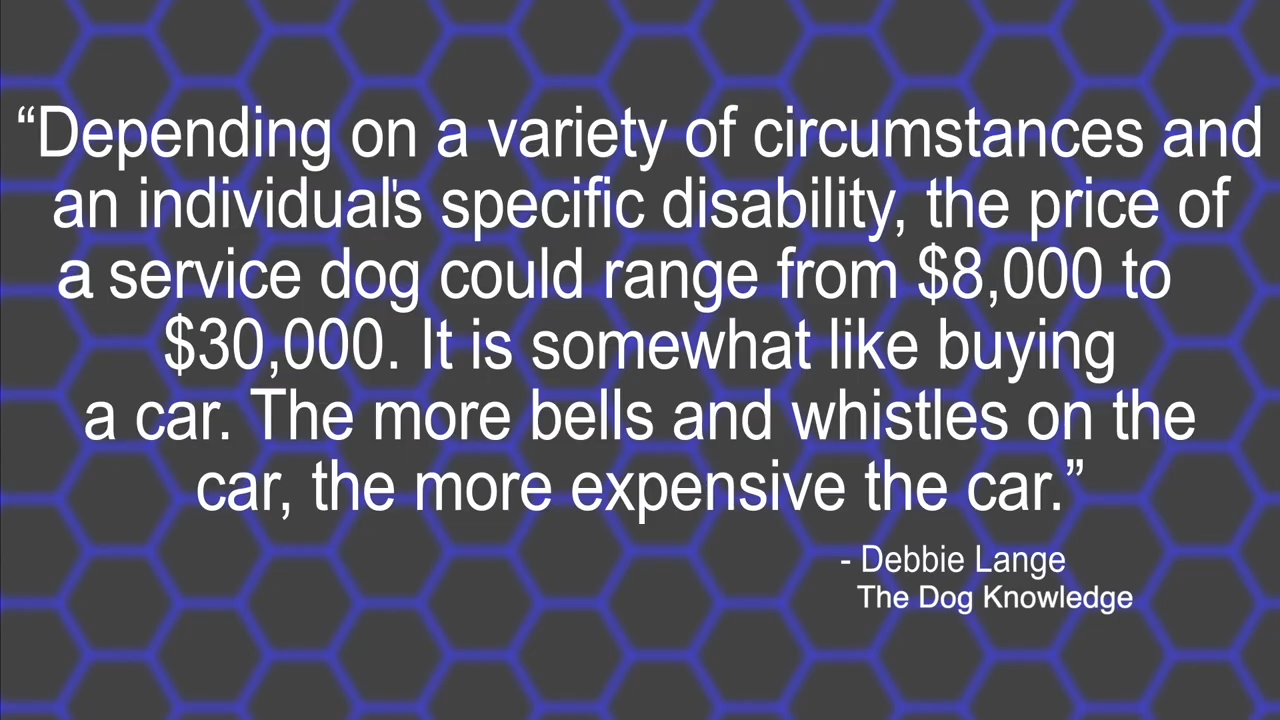 “Depending on a variety of circumstances and
an individual's specific disability, the price of
a service dog could range from $8,000 to
$30,000. It is somewhat like buying
a car. The more bells and whistles on the
car, the more expensive the car.”
- Debbie Lange
The Dog Knowledge